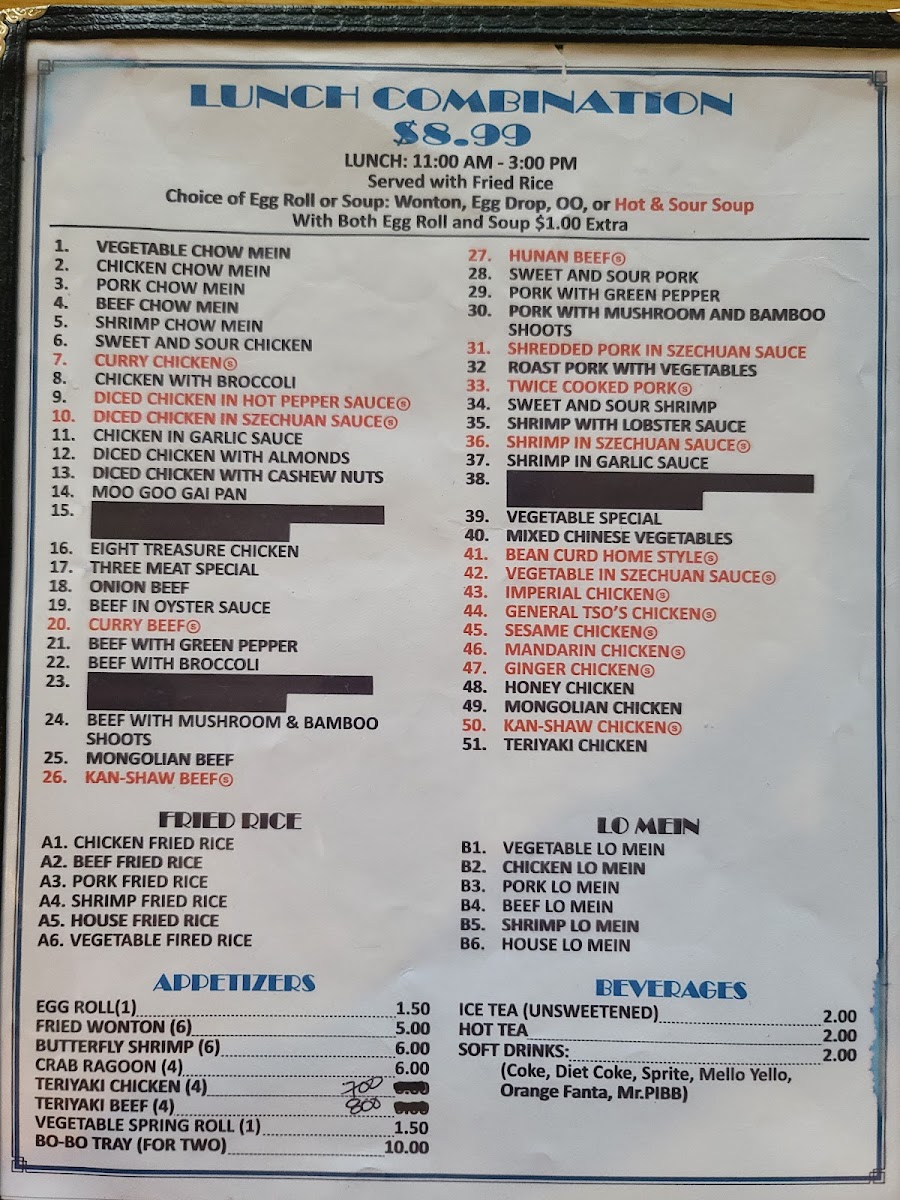 LUNCH COMBINATION
$8.99
LUNCH: 11:00 AM - 3:00 PM
Served with Fried Rice
Choice of Egg Roll or Soup: Wonton, Egg Drop, OO, or Hot & Sour Soup
With Both Egg Roll and Soup $1.00 Extra
1. VEGETABLE CHOW MEIN
2. CHICKEN CHOW MEIN
3. PORK CHOW MEIN
4. BEEF CHOW MEIN
5. SHRIMP CHOW MEIN
6. SWEET AND SOUR CHICKEN
7. CURRY CHICKENⓢ
8. CHICKEN WITH BROCCOLI
9. DICED CHICKEN IN HOT PEPPER SAUCEⓢ
10. DICED CHICKEN IN SZECHUAN SAUCEⓢ
11. CHICKEN IN GARLIC SAUCE
12. DICED CHICKEN WITH ALMONDS
13. DICED CHICKEN WITH CASHEW NUTS
14. MOO GOO GAI PAN
15.
16. EIGHT TREASURE CHICKEN
17. THREE MEAT SPECIAL
18. ONION BEEF
19. BEEF IN OYSTER SAUCE
20. CURRY BEEFⓢ
21. BEEF WITH GREEN PEPPER
22. BEEF WITH BROCCOLI
23.
24. BEEF WITH MUSHROOM & BAMBOO
SHOOTS
25. MONGOLIAN BEEF
26. KAN-SHAW BEEFⓢ
27. HUNAN BEEFⓢ
28. SWEET AND SOUR PORK
29. PORK WITH GREEN PEPPER
30. PORK WITH MUSHROOM AND BAMBOO
SHOOTS
31. SHREDDED PORK IN SZECHUAN SAUCE
32 ROAST PORK WITH VEGETABLES
33. TWICE COOKED PORKⓢ
34. SWEET AND SOUR SHRIMP
35. SHRIMP WITH LOBSTER SAUCE
36. SHRIMP IN SZECHUAN SAUCEⓢ
37. SHRIMP IN GARLIC SAUCE
38.
39. VEGETABLE SPECIAL
40. MIXED CHINESE VEGETABLES
41. BEAN CURD HOME STYLEⓢ
42. VEGETABLE IN SZECHUAN SAUCEⓢ
43. IMPERIAL CHICKENⓢ
44. GENERAL TSO'S CHICKENⓢ
45. SESAME CHICKENⓢ
46. MANDARIN CHICKENⓢ
47. GINGER CHICKENⓢ
48. HONEY CHICKEN
49. MONGOLIAN CHICKEN
50. KAN-SHAW CHICKENⓢ
51. TERIYAKI CHICKEN
FRIED RICE
A1. CHICKEN FRIED RICE
A2. BEEF FRIED RICE
A3. PORK FRIED RICE
A4. SHRIMP FRIED RICE
A5. HOUSE FRIED RICE
A6. VEGETABLE FIRED RICE
LO MEIN
B1. VEGETABLE LO MEIN
B2. CHICKEN LO MEIN
B3. PORK LO MEIN
B4. BEEF LO MEIN
B5. SHRIMP LO MEIN
B6. HOUSE LO MEIN
APPETIZERS
EGG ROLL(1) 1.50
FRIED WONTON (6) 5.00
BUTTERFLY SHRIMP (6) 6.00
CRAB RAGOON (4) 6.00
TERIYAKI CHICKEN (4) 700
TERIYAKI BEEF (4) 800
VEGETABLE SPRING ROLL (1) 1.50
BO-BO TRAY (FOR TWO) 10.00
BEVERAGES
ICE TEA (UNSWEETENED) 2.00
HOT TEA 2.00
SOFT DRINKS: 2.00
(Coke, Diet Coke, Sprite, Mello Yello,
Orange Fanta, Mr.PIBB)